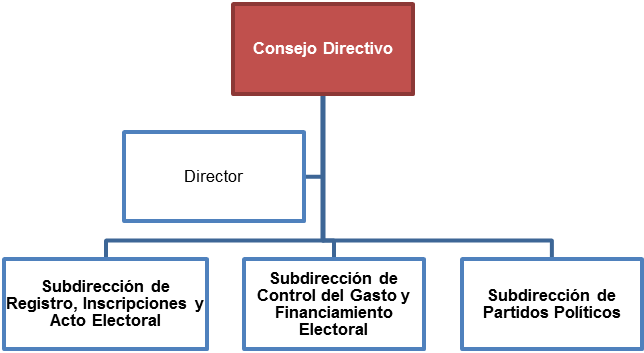 Consejo Directivo
Director
Subdirección de
Registro, Inscripciones y
Acto Electoral
Subdirección de
Control del Gasto y
Financiamiento
Electoral
Subdirección de
Partidos Políticos